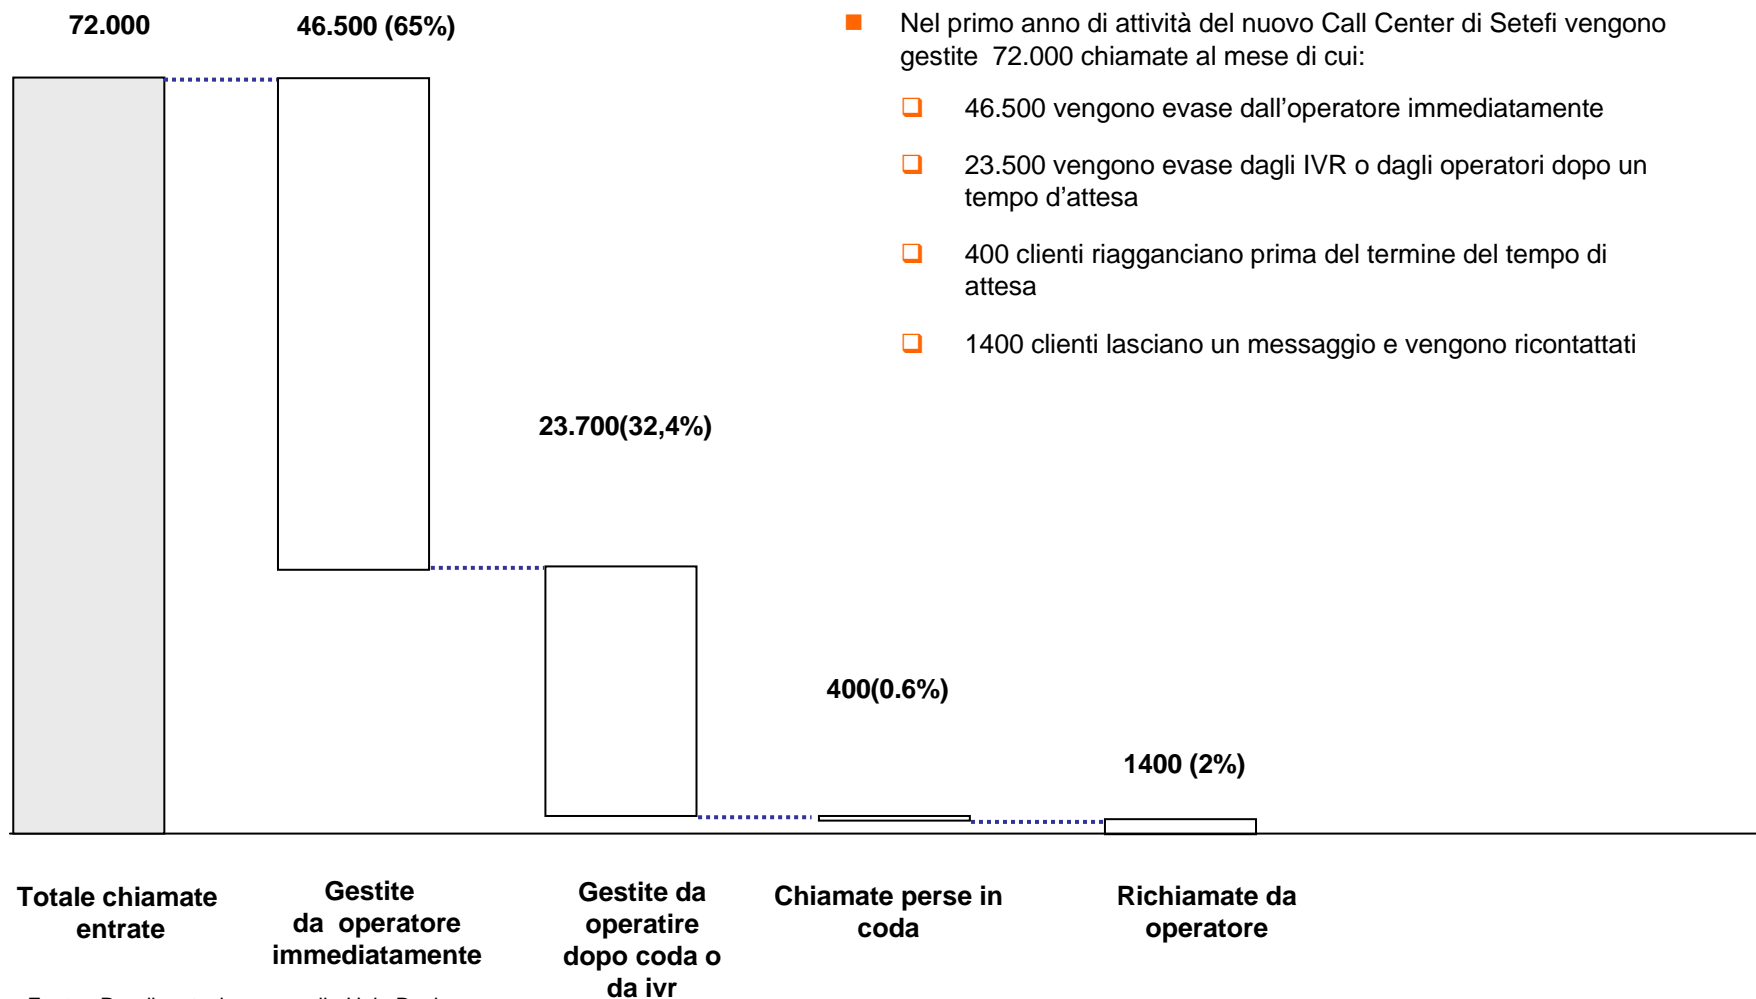 72.000
46.500 (65%)
Nel primo anno di attività del nuovo Call Center di Setefi vengono
gestite 72.000 chiamate al mese di cui:
46.500 vengono evase dall'operatore immediatamente
23.500 vengono evase dagli IVR o dagli operatori dopo un
tempo d'attesa
400 clienti riagganciano prima del termine del tempo di
attesa
1400 clienti lasciano un messaggio e vengono ricontattati
23.700(32,4%)
400(0.6%)
1400 (2%)
Totale chiamate
entrate
Gestite
da operatore
immediatamente
Gestite da
operatire
dopo coda o
da ivr
Chiamate perse in
coda
Richiamate da
operatore